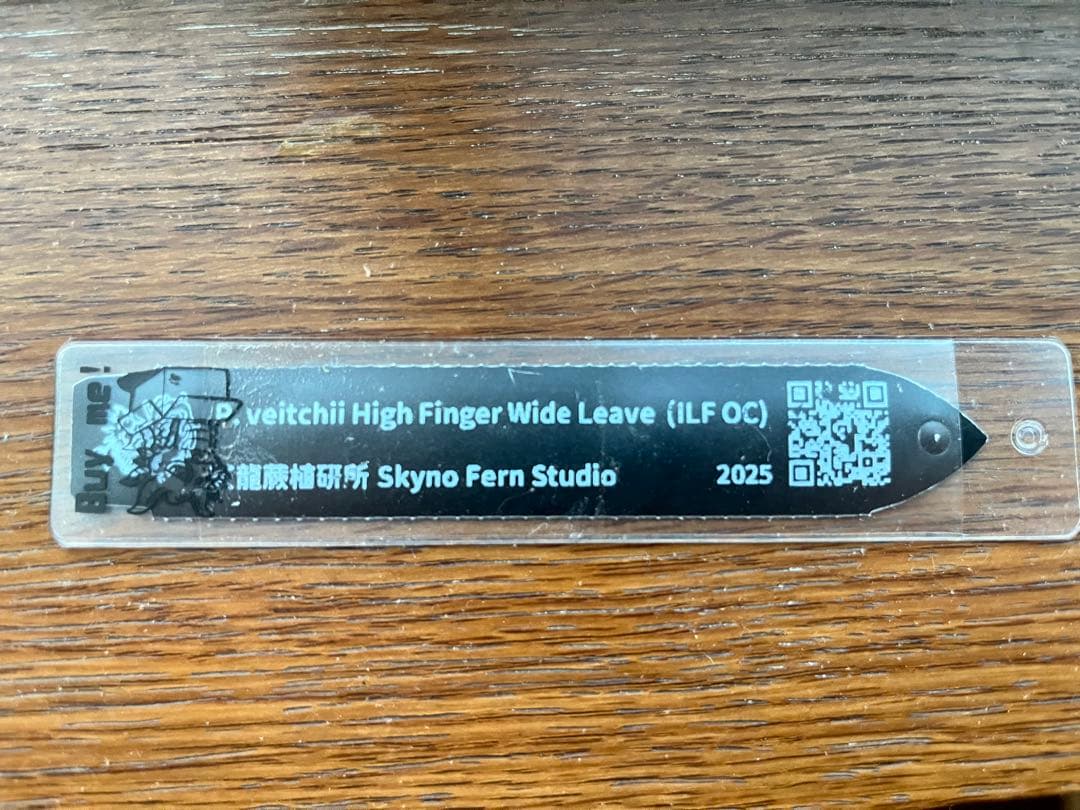 Buy me!
P. veitchii High Finger Wide Leave (ILF OC)
龍蕨植研所 Skyno Fern Studio 2025